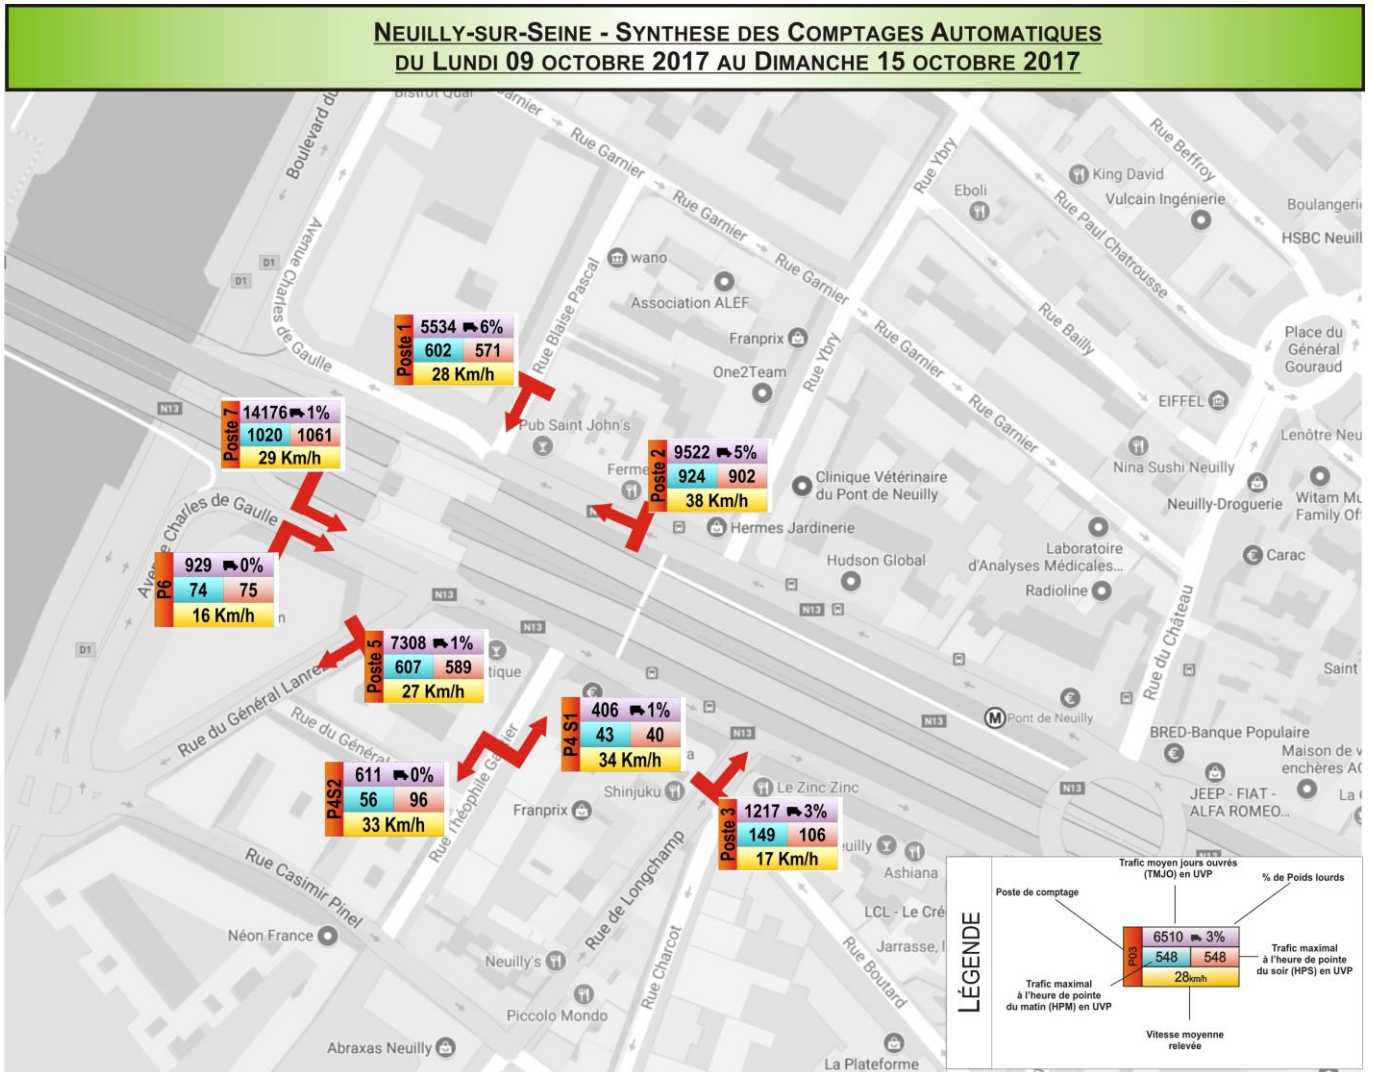 NEUILLY-SUR-SEINE - SYNTHESE DES COMPTAGES AUTOMATIQUES
DU LUNDI 09 OCTOBRE 2017 AU DIMANCHE 15 OCTOBRE 2017
Bistrot Quai
Boulevard du
Rue Garnier
Rue Garnier
Rue Garnier
Rue Garnier
Rue Garnier
Rue Garnier
Rue Ybry
Rue Beffroy
King David
Vulcain Ingénierie
Eboli
Boulangerie
HSBC Neuill
Rue Paul Chatrousse
Avenue Charles de Gaulle
D1
D1
wano
Association ALEF
Rue Blaise Pascal
Franprix
Rue Ybry
One2Team
Rue Bailly
Place du
Général
Gouraud
EIFFEL
Lenôtre Neu
Nina Sushi Neuilly
Neuilly-Droguerie
Witam Mu
Family Of
Carac
Poste 1
5534 6%
602 571
28 Km/h
N13
Poste 7
14176 1%
1020 1061
29 Km/h
Pub Saint John's
Ferme
Poste 2
9522 5%
924 902
38 Km/h
Clinique Vétérinaire
du Pont de Neuilly
Hermes Jardinerie
Hudson Global
Laboratoire
d'Analyses Médicales...
Radioline
Charles de Gaulle
P6
929 0%
74 75
16 Km/h
N13
N13
N13
D1
Poste 5
7308 1%
607 589
27 Km/h
tique
Rue du Général Lanrez
Rue du Général
Rue du Château
Saint
Pont de Neuilly
N13
N13
N13
N13
BRED-Banque Populaire
Maison de v
enchères AC
JEEP - FIAT -
ALFA ROMEO...
La
P4 S1
406 1%
43 40
34 Km/h
P4S2
611 0%
56 96
33 Km/h
Shinjuku
Le Zinc Zinc
Franprix
Poste 3
1217 3%
149 106
17 Km/h
euilly
Ashiana
LCL - Le Cré
Jarrasse, l
Rue Casimir Pinel
Rue de Longchamp
Rue Charcot
Rue Boutard
Néon France
Neuilly's
Piccolo Mondo
Abraxas Neuilly
La Plateforme
LÉGENDE
Trafic moyen jours ouvrés
(TMJO) en UVP
% de Poids lourds
Poste de comptage
P03
6510 3%
548 548
28km/h
Trafic maximal
à l'heure de pointe
du soir (HPS) en UVP
Trafic maximal
à l'heure de pointe
du matin (HPM) en UVP
Vitesse moyenne
relevée